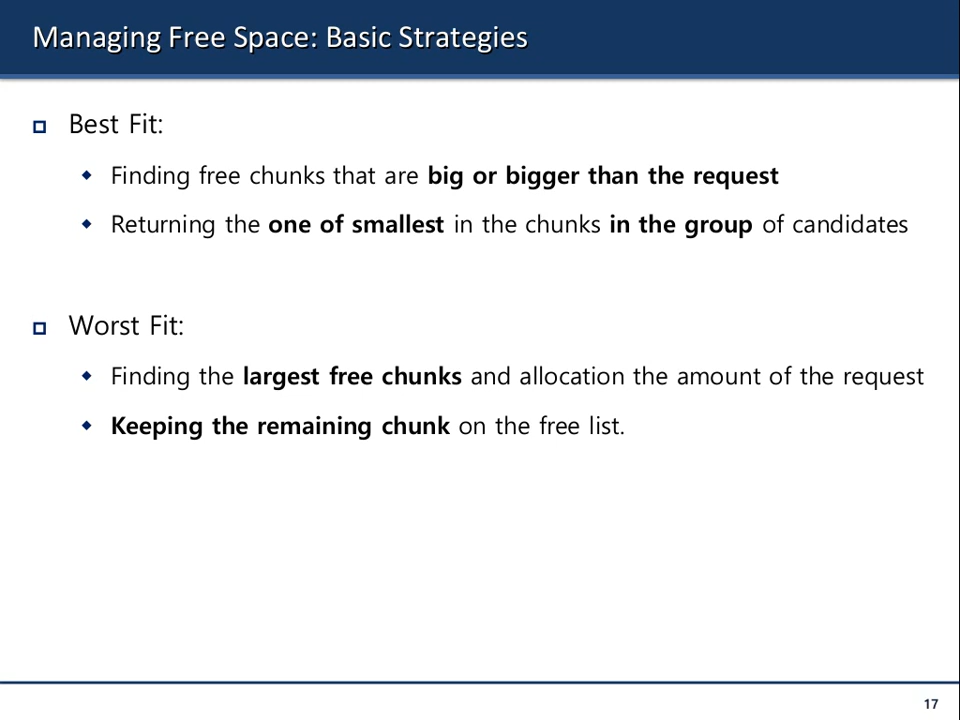 Managing Free Space: Basic Strategies
Best Fit:
Finding free chunks that are big or bigger than the request
Returning the one of smallest in the chunks in the group of candidates
Worst Fit:
Finding the largest free chunks and allocation the amount of the request
Keeping the remaining chunk on the free list.
17